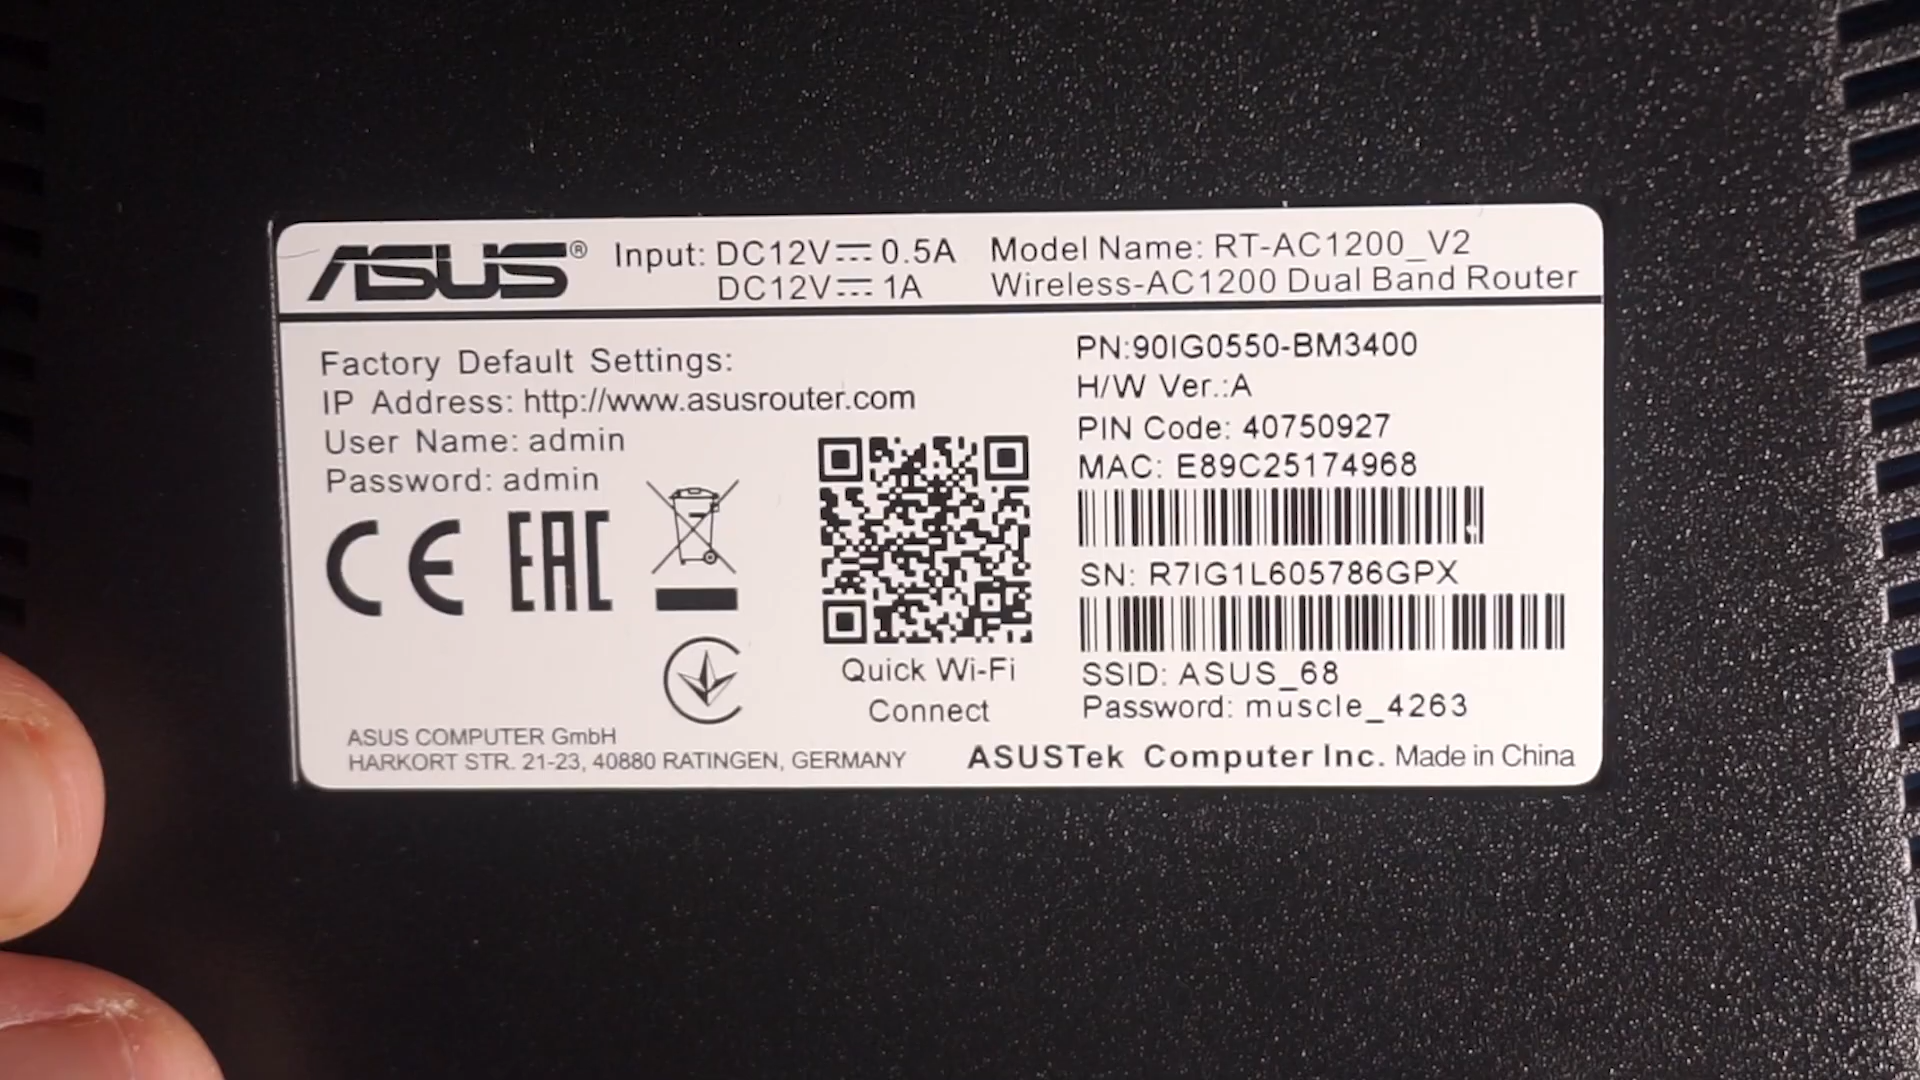 ASUS® Input: DC12V⎓0.5A Model Name: RT-AC1200_V2
DC12V⎓1A Wireless-AC1200 Dual Band Router
Factory Default Settings:
IP Address: http://www.asusrouter.com
User Name: admin
Password: admin
CE EAC
Quick Wi-Fi
Connect
PN:90IG0550-BM3400
H/W Ver.:A
PIN Code: 40750927
MAC: E89C25174968
SN: R7IG1L605786GPX
SSID: ASUS_68
Password: muscle_4263
ASUS COMPUTER GmbH
HARKORT STR. 21-23, 40880 RATINGEN, GERMANY
ASUSTek Computer Inc. Made in China